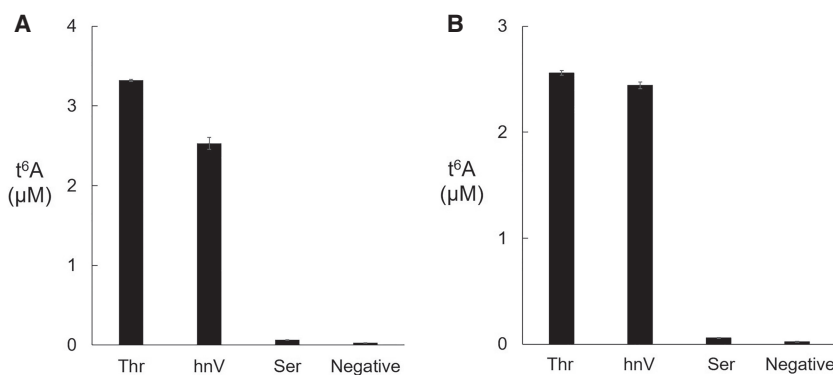 A
4
3
t⁶A
(µM)
2
1
0
Thr hnV Ser Negative
B
3
2
t⁶A
(µM)
1
0
Thr hnV Ser Negative